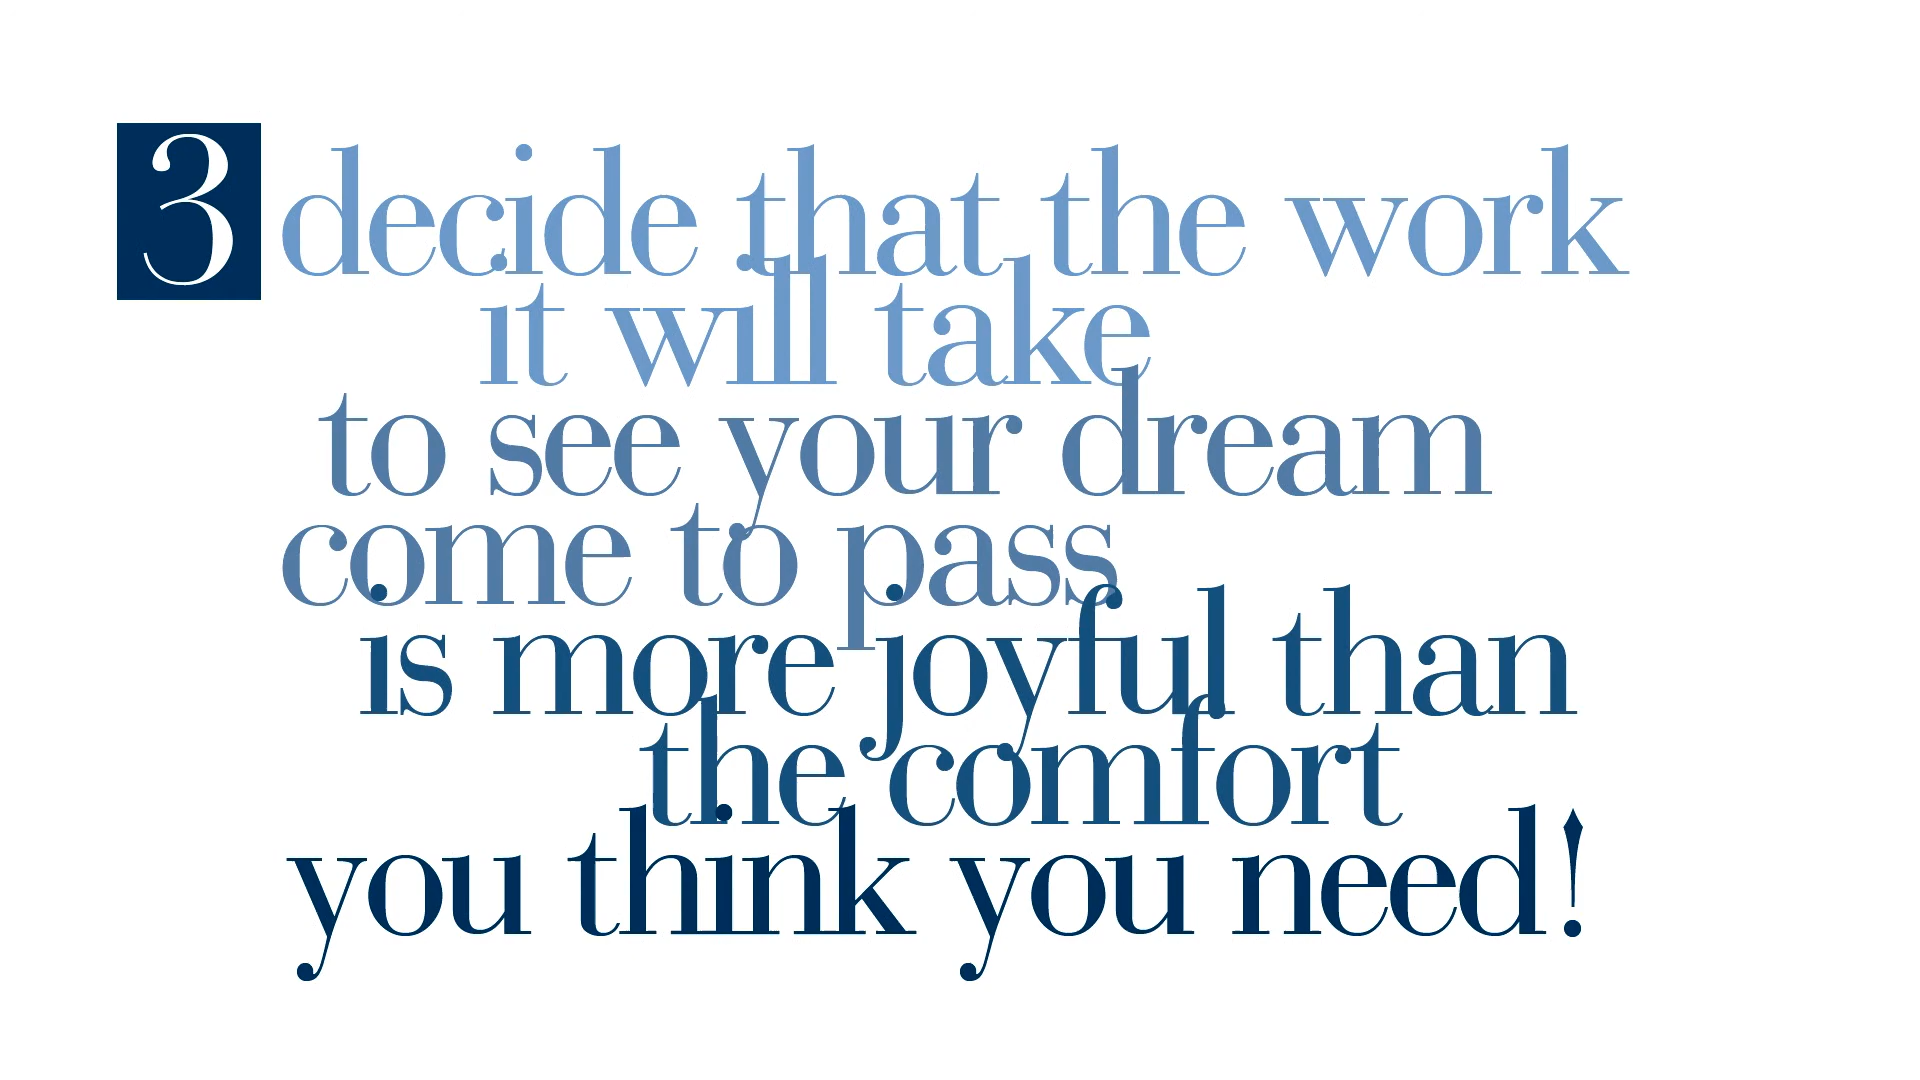 3 decide that the work
it will take
to see your dream
come to pass
is more joyful than
the comfort
you think you need!